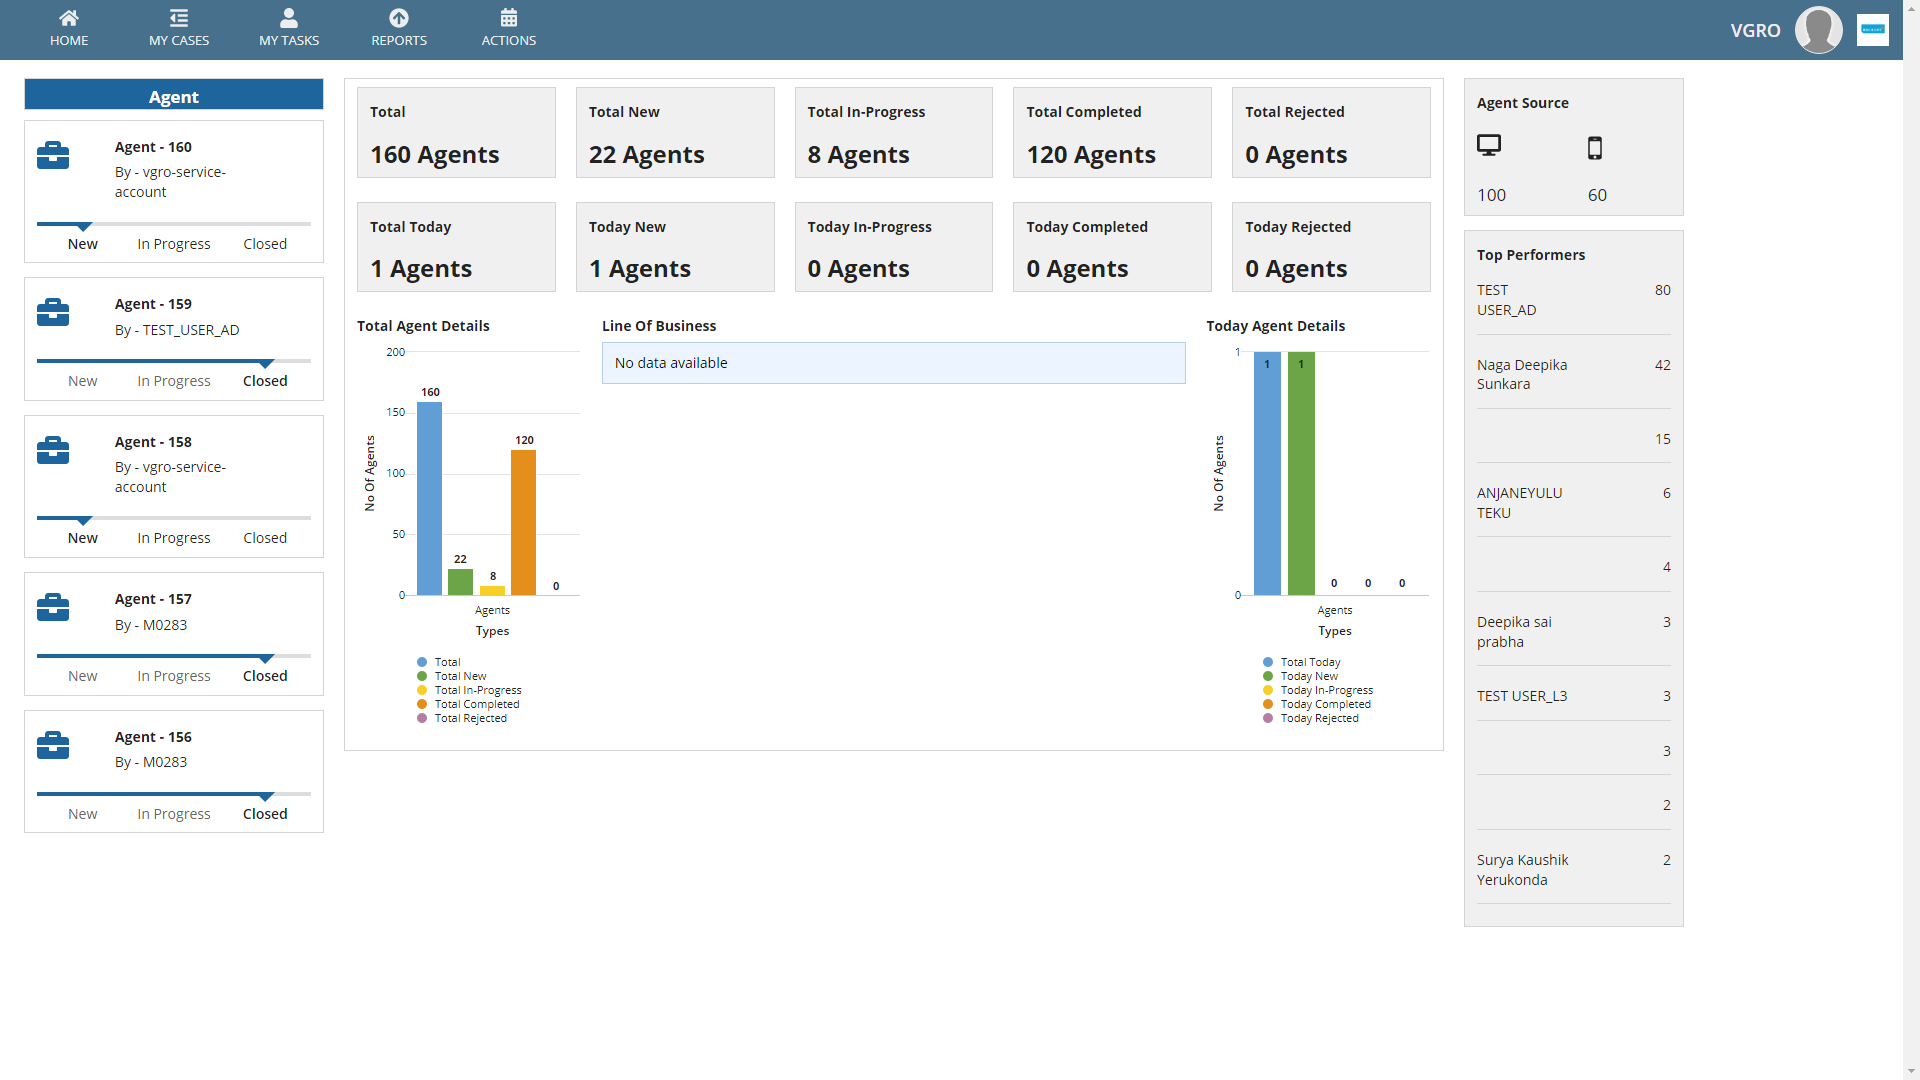 HOME
MY CASES
MY TASKS
REPORTS
ACTIONS
VGRO
Agent
Agent - 160
By - vgro-service-
account
New
In Progress
Closed
Agent - 159
By - TEST_USER_AD
New
In Progress
Closed
Agent - 158
By - vgro-service-
account
New
In Progress
Closed
Agent - 157
By - M0283
New
In Progress
Closed
Agent - 156
By - M0283
New
In Progress
Closed
Total
160 Agents
Total New
22 Agents
Total In-Progress
8 Agents
Total Completed
120 Agents
Total Rejected
0 Agents
Total Today
1 Agents
Today New
1 Agents
Today In-Progress
0 Agents
Today Completed
0 Agents
Today Rejected
0 Agents
Total Agent Details
200
150
100
50
0
No Of Agents
160
22
8
120
0
Agents
Types
Total
Total New
Total In-Progress
Total Completed
Total Rejected
Line Of Business
No data available
Today Agent Details
1
0
No Of Agents
1
1
0
0
0
Agents
Types
Total Today
Today New
Today In-Progress
Today Completed
Today Rejected
Agent Source
100
60
Top Performers
TEST
USER_AD
80
Naga Deepika
Sunkara
42
15
ANJANEYULU
TEKU
6
4
Deepika sai
prabha
3
TEST USER_L3
3
3
2
Surya Kaushik
Yerukonda
2